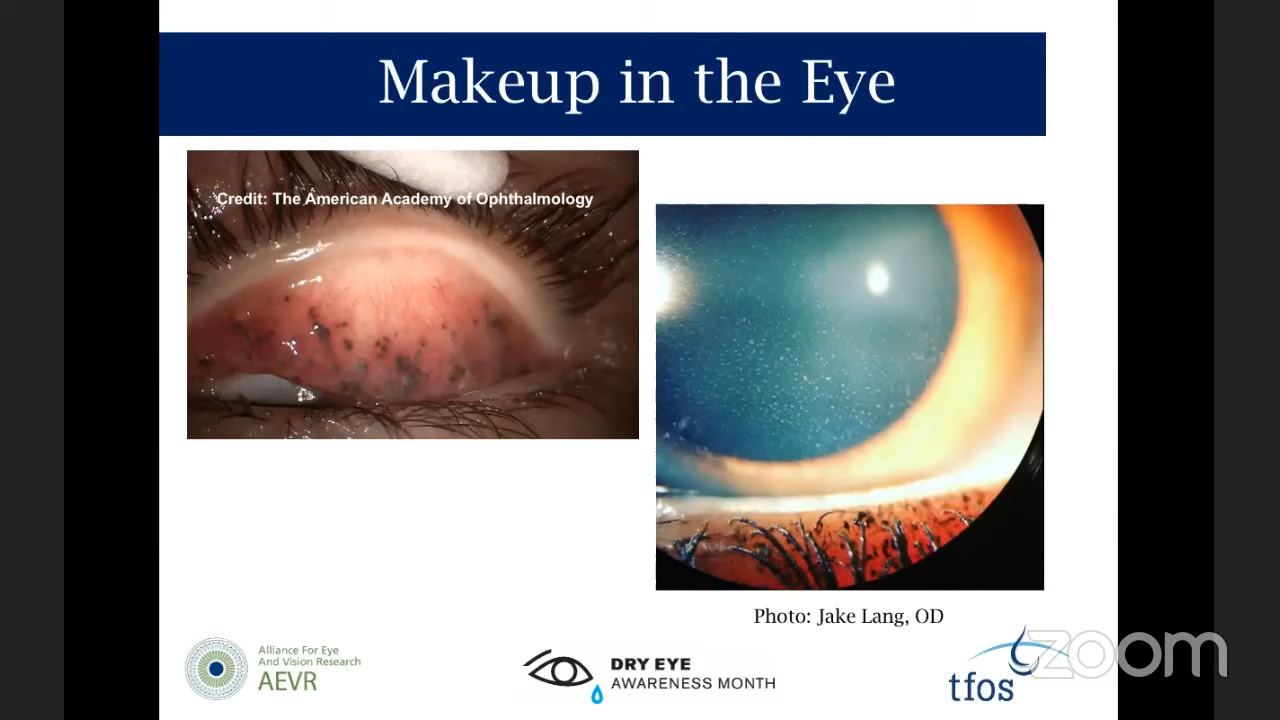 Makeup in the Eye
Credit: The American Academy of Ophthalmology
Photo: Jake Lang, OD
Alliance For Eye
And Vision Research
AEVR
DRY EYE
AWARENESS MONTH
tfos
zoom